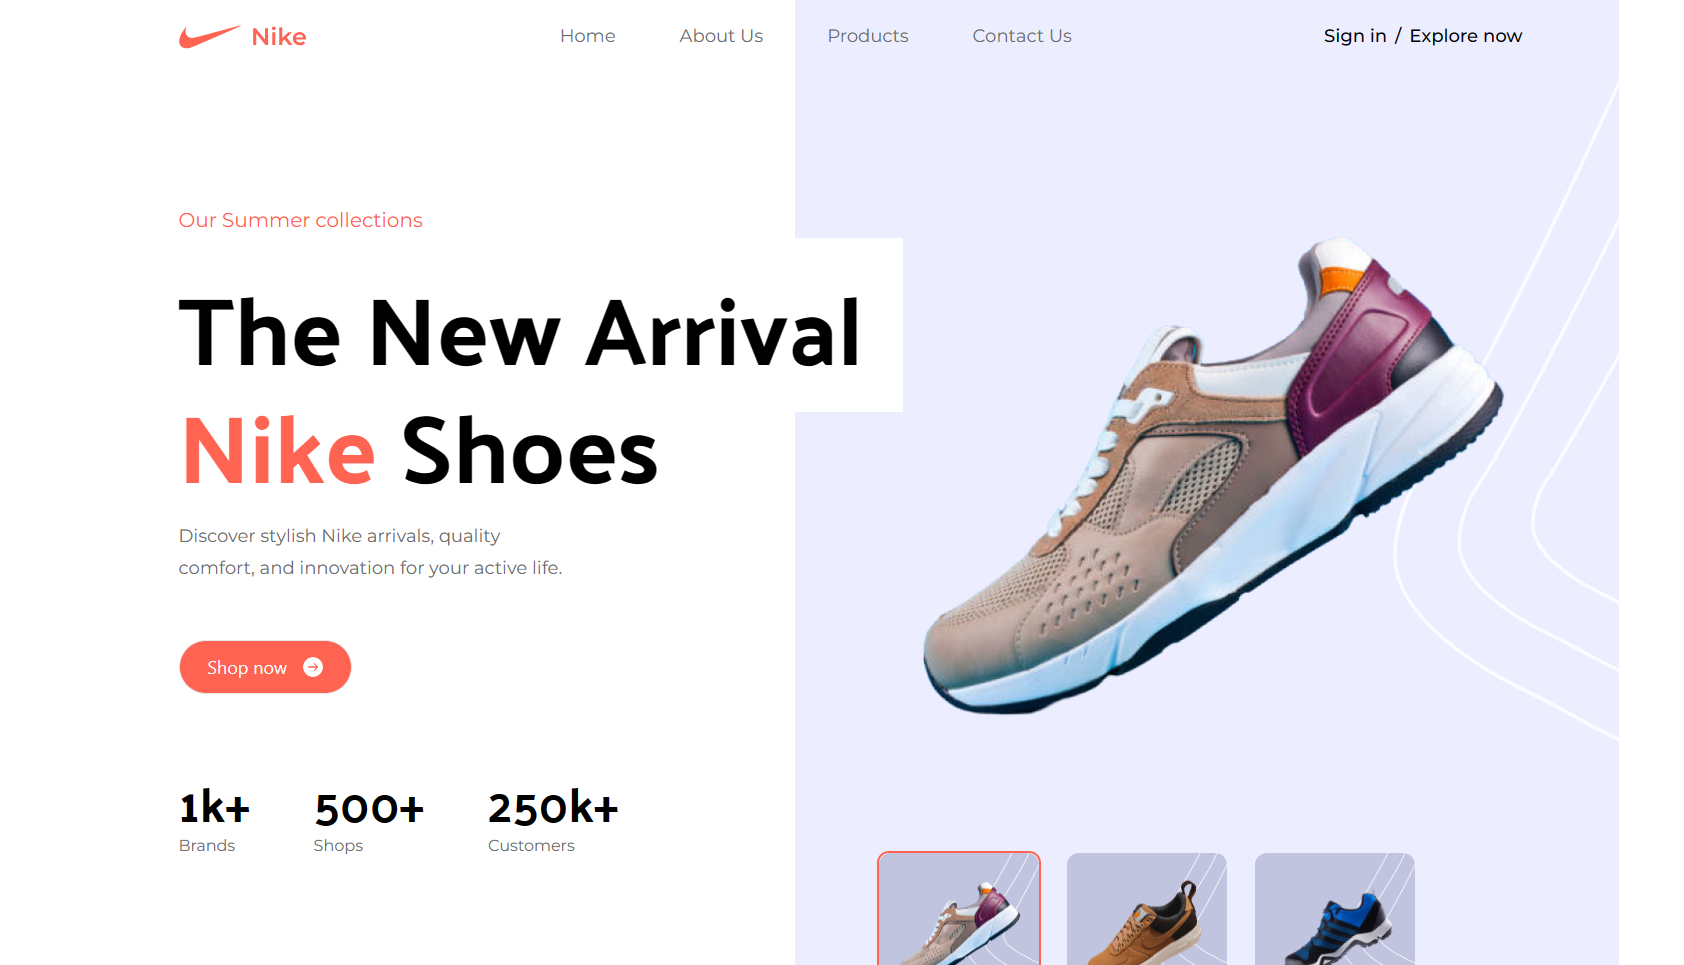 Nike
Home About Us Products Contact Us Sign in / Explore now
Our Summer collections
The New Arrival
Nike Shoes
Discover stylish Nike arrivals, quality
comfort, and innovation for your active life.
Shop now
1k+ 500+ 250k+
Brands Shops Customers